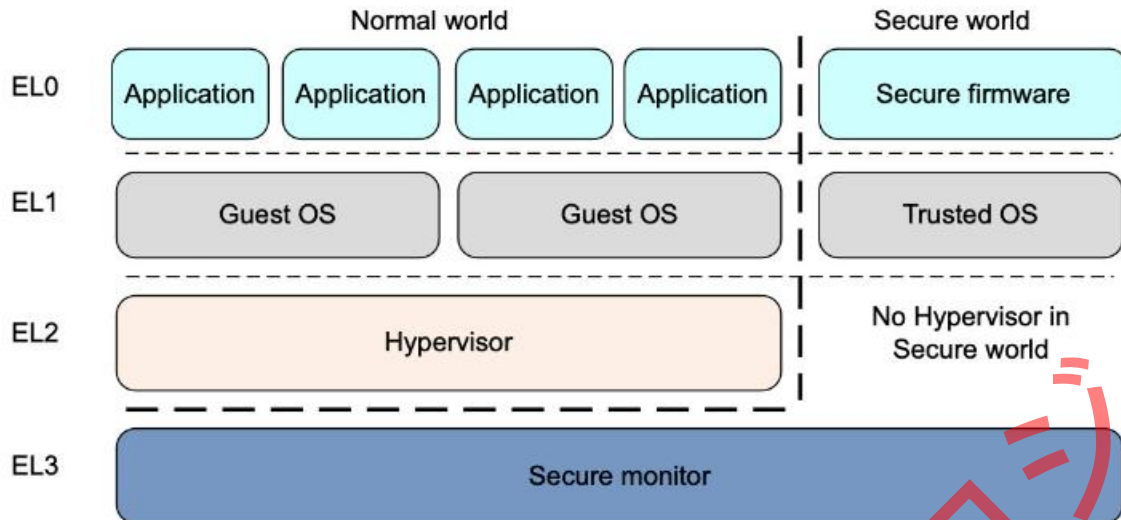 Normal world Secure world
EL0 Application Application Application Application Secure firmware
EL1 Guest OS Guest OS Trusted OS
EL2 Hypervisor No Hypervisor in
Secure world
EL3 Secure monitor